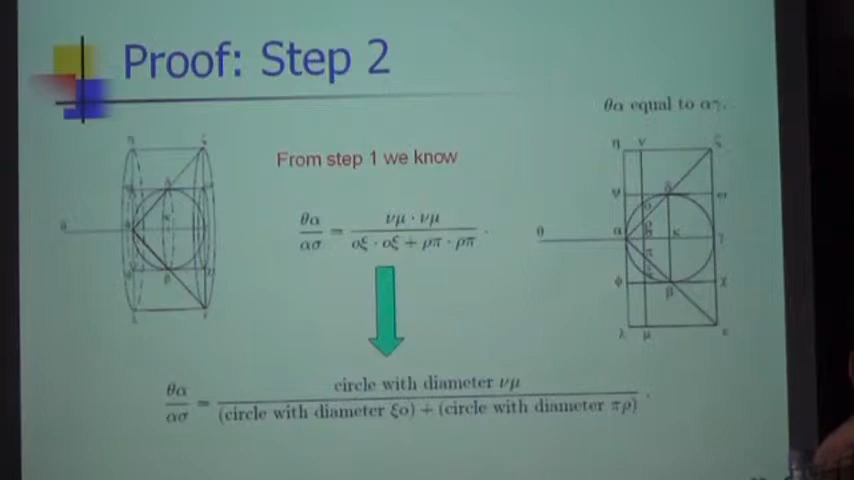 Proof: Step 2
θα equal to αγ.
From step 1 we know
θα / ασ = νμ · νμ / οξ · οξ + ρπ · ρπ .
θα / ασ = circle with diameter νμ / (circle with diameter ξο) + (circle with diameter πρ) .
η ν ξ
ψ δ ω
θ α κ γ
φ β χ
λ μ ε